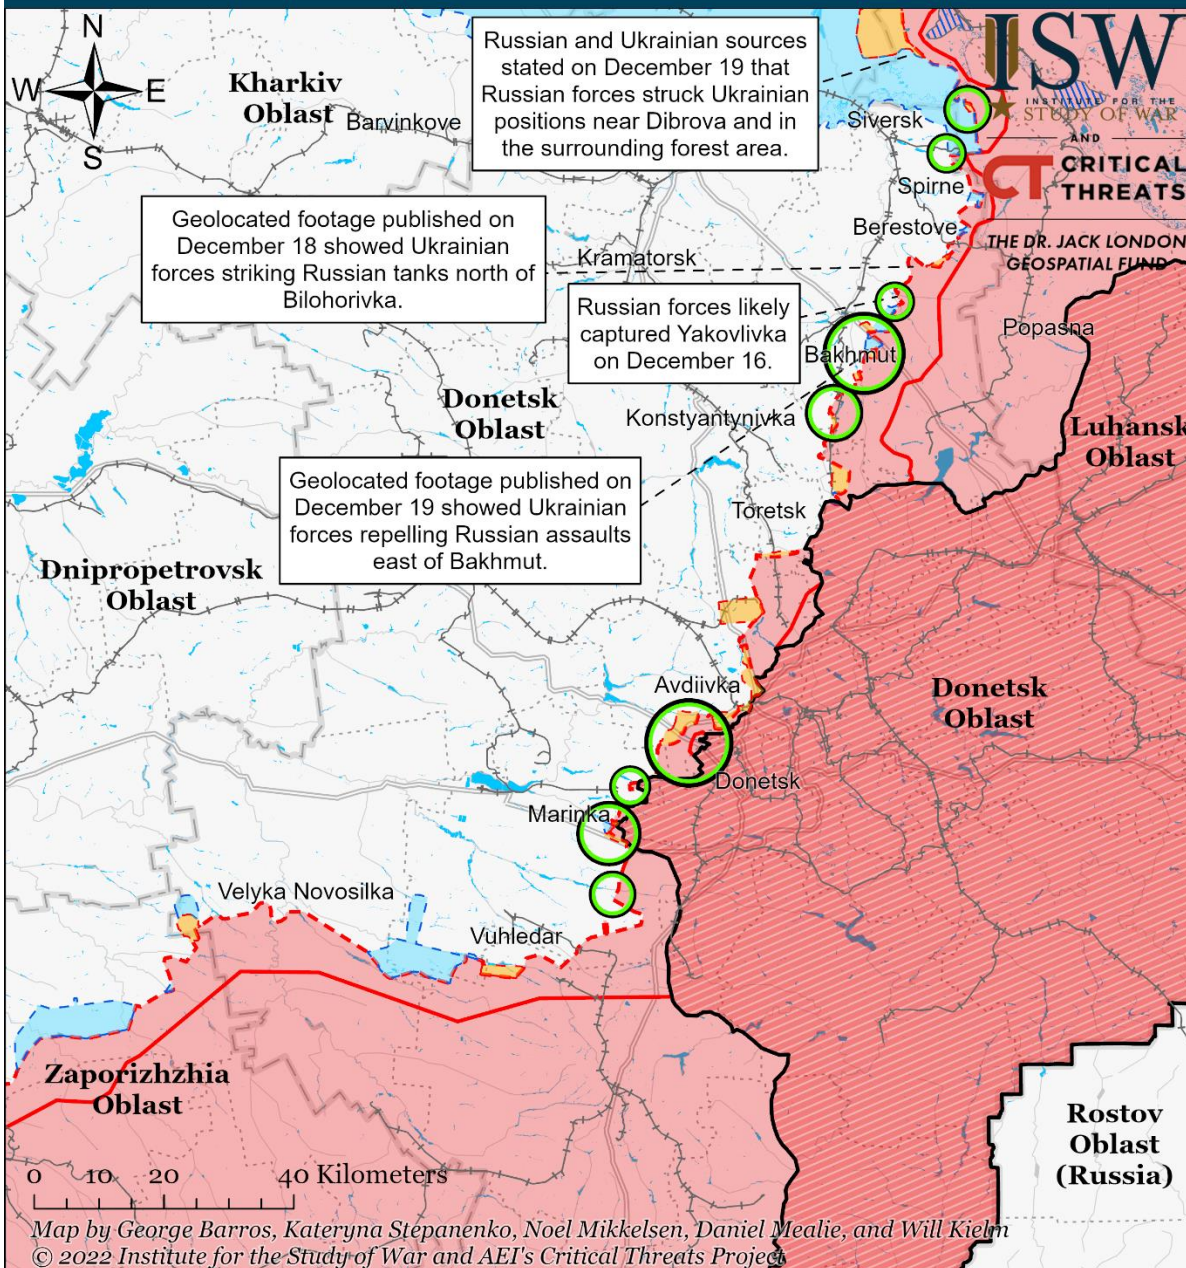 N
W
E
S
Kharkiv
Oblast
Barvinkove
Russian and Ukrainian sources
stated on December 19 that
Russian forces struck Ukrainian
positions near Dibrova and in
the surrounding forest area.
ISW
INSTITUTE FOR THE
STUDY OF WAR
AND
CT CRITICAL
THREATS
THE DR. JACK LONDON
GEOSPATIAL FUND
Siversk
Spirne
Berestove
Geolocated footage published on
December 18 showed Ukrainian
forces striking Russian tanks north of
Bilohorivka.
Kramatorsk
Russian forces likely
captured Yakovlivka
on December 16.
Popasna
Bakhmut
Donetsk
Oblast
Konstyantynivka
Luhansk
Oblast
Geolocated footage published on
December 19 showed Ukrainian
forces repelling Russian assaults
east of Bakhmut.
Toretsk
Dnipropetrovsk
Oblast
Avdiivka
Donetsk
Oblast
Donetsk
Marinka
Velyka Novosilka
Vuhledar
Zaporizhzhia
Oblast
Rostov
Oblast
(Russia)
0 10 20 40 Kilometers
Map by George Barros, Kateryna Stepanenko, Noel Mikkelsen, Daniel Mealie, and Will Kielm
© 2022 Institute for the Study of War and AEI's Critical Threats Project